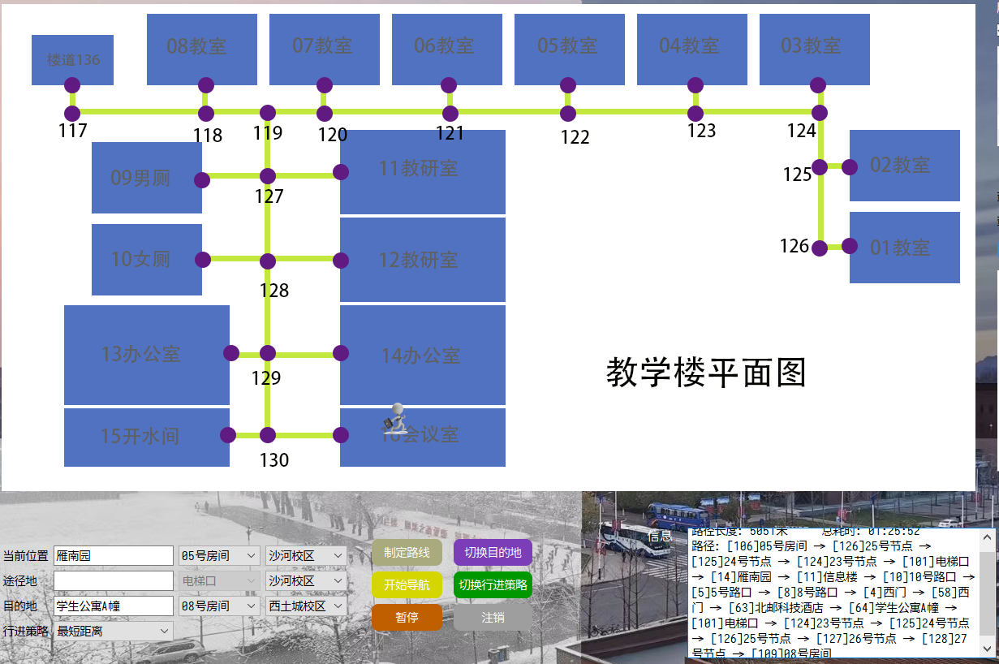 08教室
07教室
06教室
05教室
04教室
03教室
楼道136
117
118
119
120
121
122
123
124
09男厕
11教研室
02教室
125
127
10女厕
12教研室
126
01教室
128
13办公室
14办公室
129
教学楼平面图
15开水间
16会议室
130
信息
当前位置 雁南园 05号房间 沙河校区
途径地 电梯口 沙河校区
目的地 学生公寓A幢 08号房间 西土城校区
行进策略 最短距离
制定路线 切换目的地
开始导航 切换行进策略
暂停 注销
路径长度: 5051米 总耗时: 01:25:52
路径: [106]05号房间 -> [126]25号节点 ->
[125]24号节点 -> [124]23号节点 -> [101]电梯口
-> [14]雁南园 -> [11]信息楼 -> [10]10号路口 ->
[5]5号路口 -> [8]8号路口 -> [4]西门 -> [58]西
门 -> [63]北邮科技酒店 -> [64]学生公寓A幢 ->
[101]电梯口 -> [124]23号节点 -> [125]24号节点
-> [126]25号节点 -> [127]26号节点 -> [128]27
号节点 -> [109]08号房间